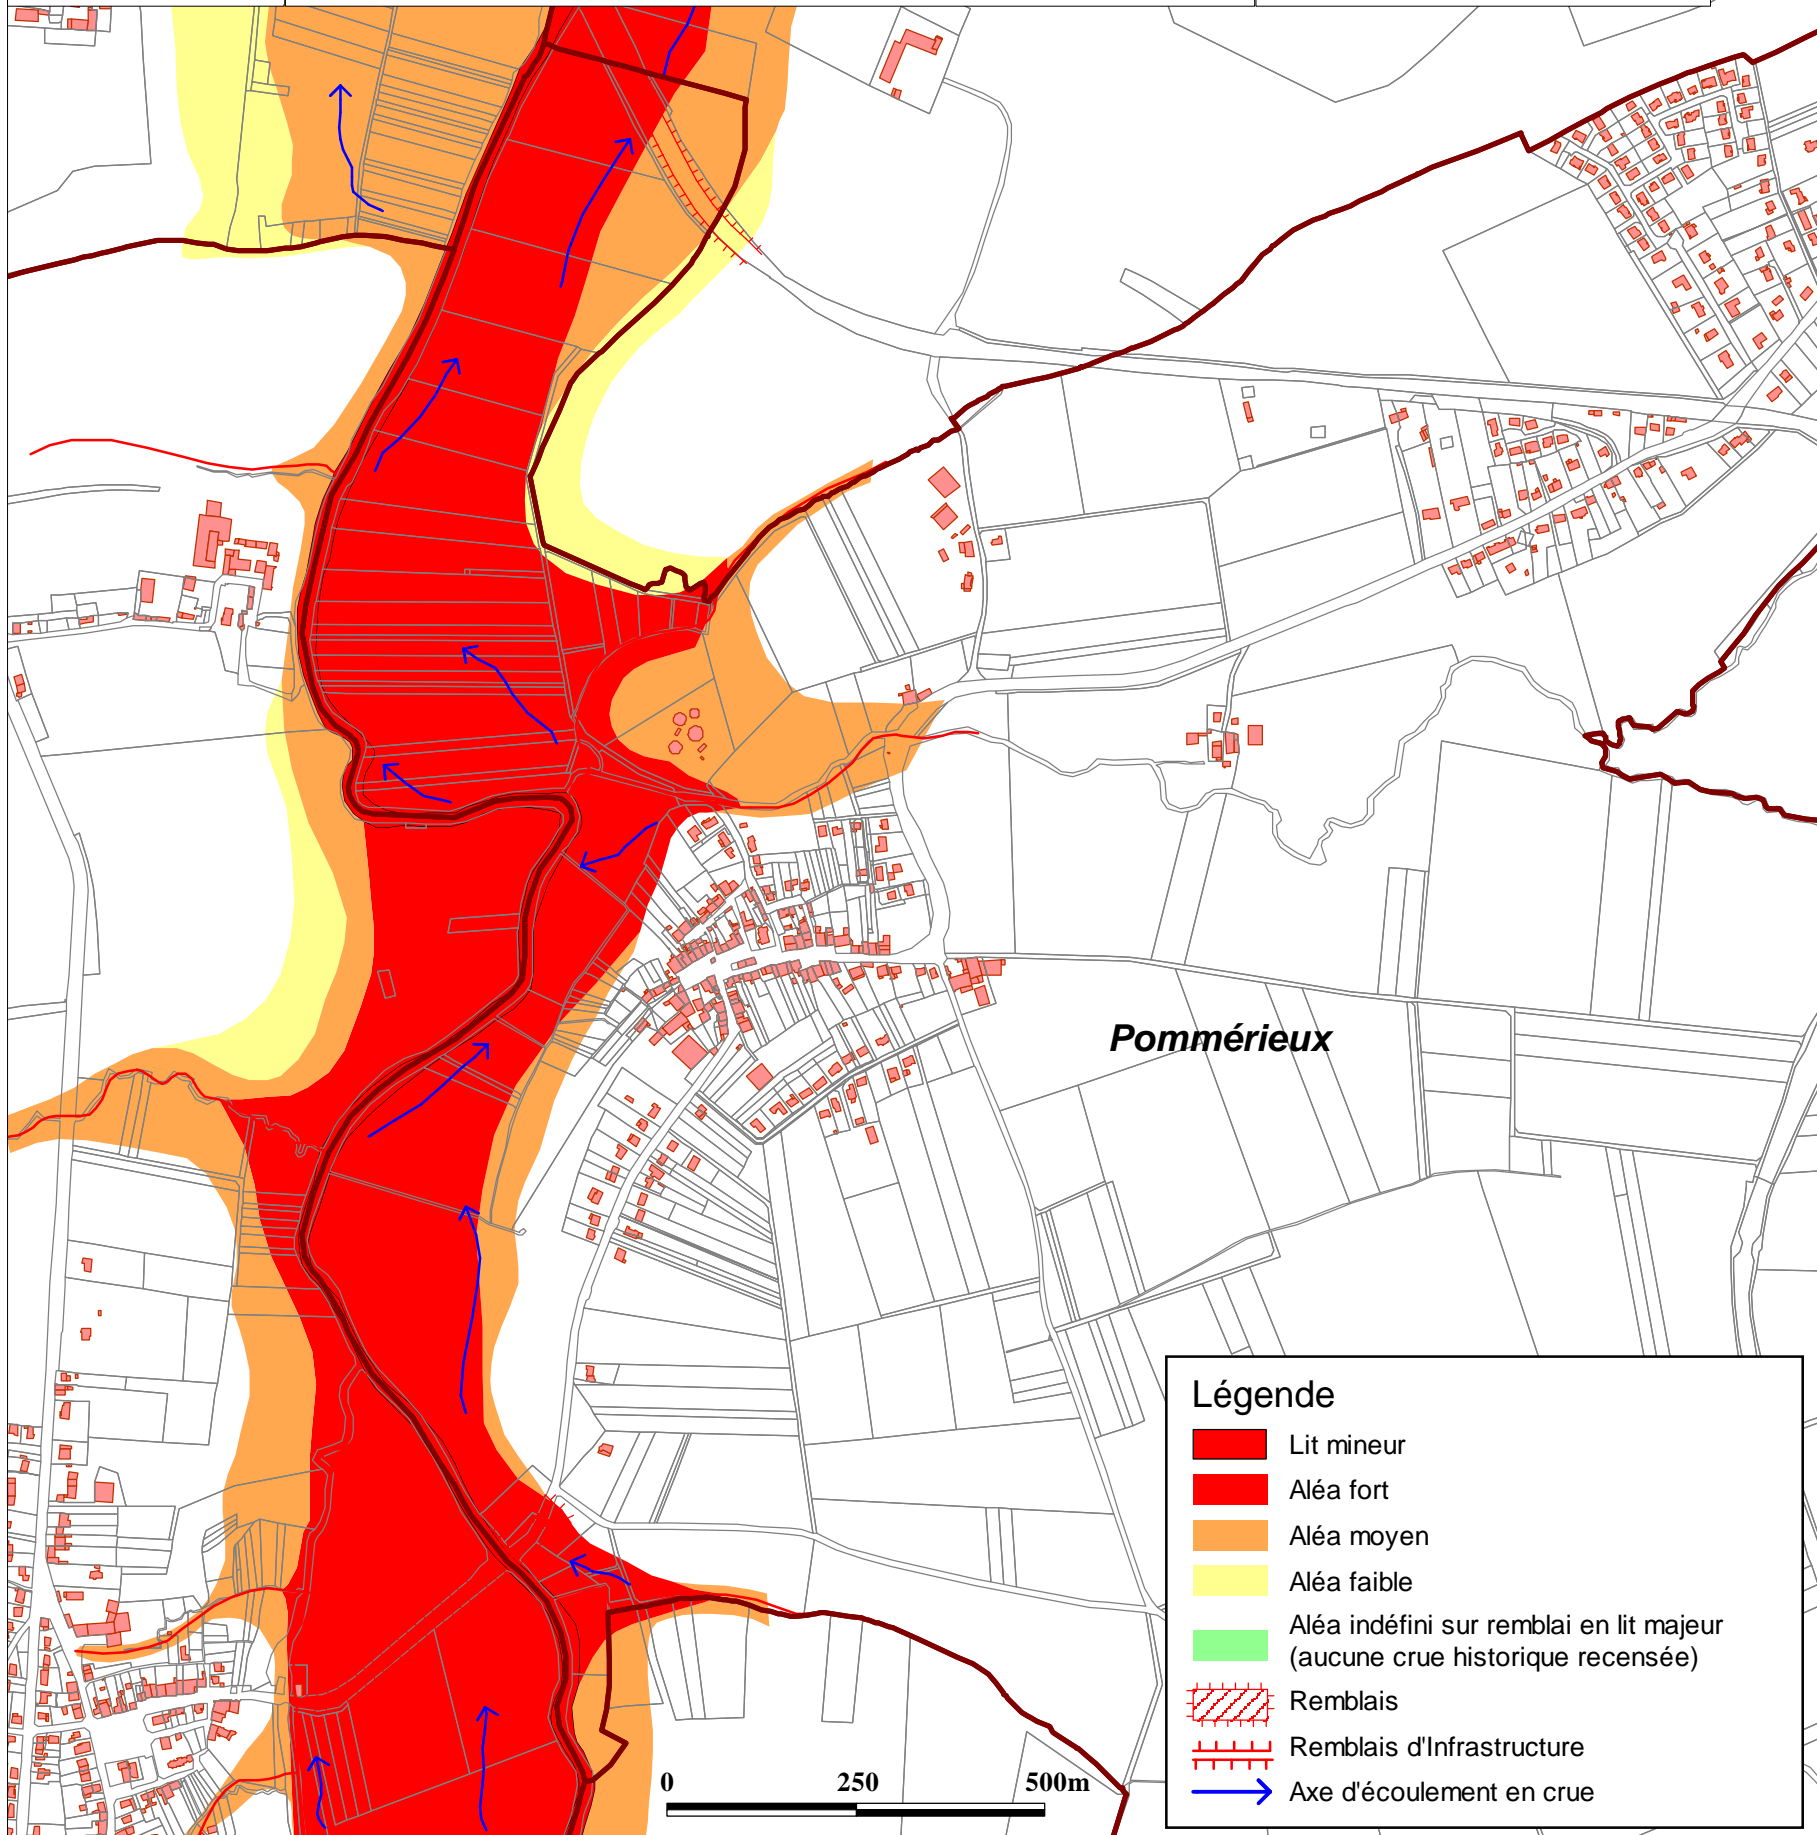 Pommérieux
Légende
Lit mineur
Aléa fort
Aléa moyen
Aléa faible
Aléa indéfini sur remblai en lit majeur
(aucune crue historique recensée)
Remblais
Remblais d'Infrastructure
Axe d'écoulement en crue
0 250 500m